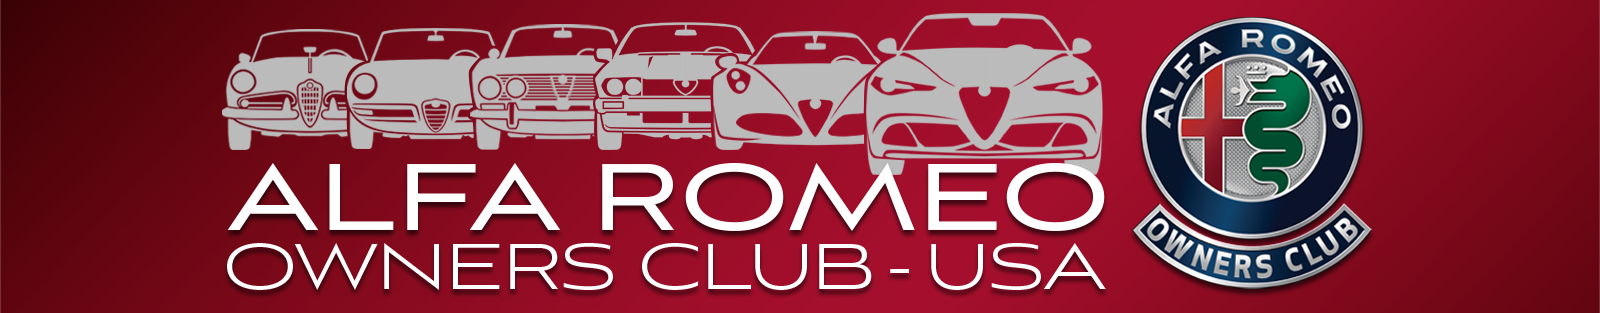 ALFA ROMEO
OWNERS CLUB - USA
ALFA ROMEO
OWNERS CLUB